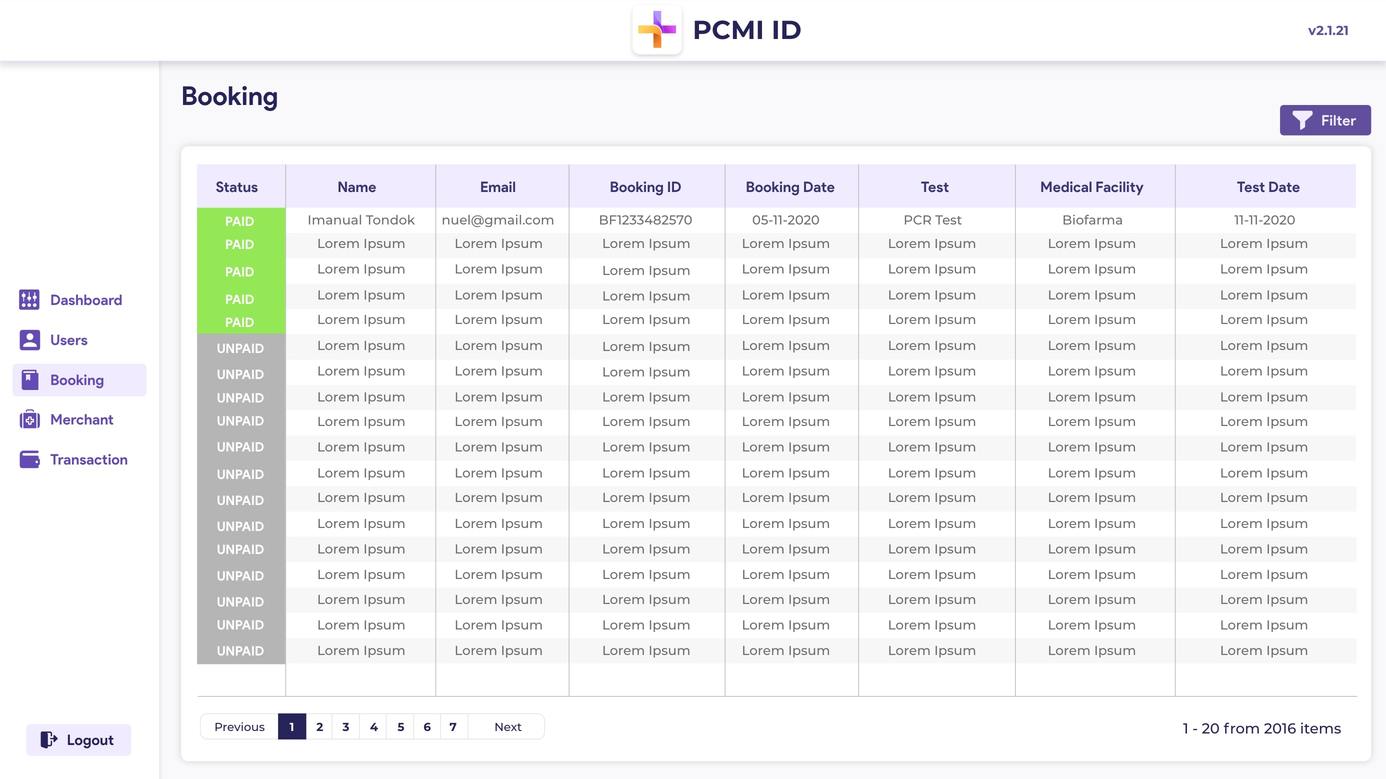 PCMI ID
v2.1.21
Booking
Filter
Status Name Email Booking ID Booking Date Test Medical Facility Test Date
PAID Imanual Tondok nuel@gmail.com BF1233482570 05-11-2020 PCR Test Biofarma 11-11-2020
PAID Lorem Ipsum Lorem Ipsum Lorem Ipsum Lorem Ipsum Lorem Ipsum Lorem Ipsum Lorem Ipsum
PAID Lorem Ipsum Lorem Ipsum Lorem Ipsum Lorem Ipsum Lorem Ipsum Lorem Ipsum Lorem Ipsum
PAID Lorem Ipsum Lorem Ipsum Lorem Ipsum Lorem Ipsum Lorem Ipsum Lorem Ipsum Lorem Ipsum
PAID Lorem Ipsum Lorem Ipsum Lorem Ipsum Lorem Ipsum Lorem Ipsum Lorem Ipsum Lorem Ipsum
UNPAID Lorem Ipsum Lorem Ipsum Lorem Ipsum Lorem Ipsum Lorem Ipsum Lorem Ipsum Lorem Ipsum
UNPAID Lorem Ipsum Lorem Ipsum Lorem Ipsum Lorem Ipsum Lorem Ipsum Lorem Ipsum Lorem Ipsum
UNPAID Lorem Ipsum Lorem Ipsum Lorem Ipsum Lorem Ipsum Lorem Ipsum Lorem Ipsum Lorem Ipsum
UNPAID Lorem Ipsum Lorem Ipsum Lorem Ipsum Lorem Ipsum Lorem Ipsum Lorem Ipsum Lorem Ipsum
UNPAID Lorem Ipsum Lorem Ipsum Lorem Ipsum Lorem Ipsum Lorem Ipsum Lorem Ipsum Lorem Ipsum
UNPAID Lorem Ipsum Lorem Ipsum Lorem Ipsum Lorem Ipsum Lorem Ipsum Lorem Ipsum Lorem Ipsum
UNPAID Lorem Ipsum Lorem Ipsum Lorem Ipsum Lorem Ipsum Lorem Ipsum Lorem Ipsum Lorem Ipsum
UNPAID Lorem Ipsum Lorem Ipsum Lorem Ipsum Lorem Ipsum Lorem Ipsum Lorem Ipsum Lorem Ipsum
UNPAID Lorem Ipsum Lorem Ipsum Lorem Ipsum Lorem Ipsum Lorem Ipsum Lorem Ipsum Lorem Ipsum
UNPAID Lorem Ipsum Lorem Ipsum Lorem Ipsum Lorem Ipsum Lorem Ipsum Lorem Ipsum Lorem Ipsum
UNPAID Lorem Ipsum Lorem Ipsum Lorem Ipsum Lorem Ipsum Lorem Ipsum Lorem Ipsum Lorem Ipsum
UNPAID Lorem Ipsum Lorem Ipsum Lorem Ipsum Lorem Ipsum Lorem Ipsum Lorem Ipsum Lorem Ipsum
UNPAID Lorem Ipsum Lorem Ipsum Lorem Ipsum Lorem Ipsum Lorem Ipsum Lorem Ipsum Lorem Ipsum
Dashboard
Users
Booking
Merchant
Transaction
Logout
Previous 1 2 3 4 5 6 7 Next
1 - 20 from 2016 items